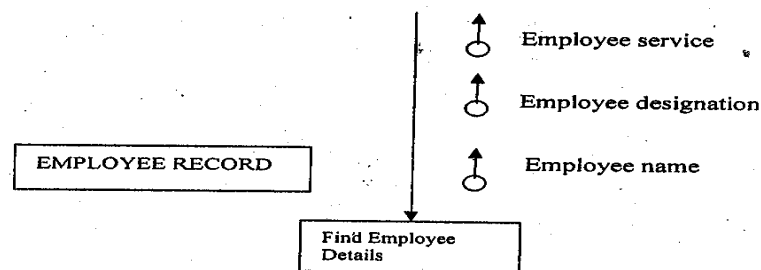 Employee service
Employee designation
EMPLOYEE RECORD
Employee name
Find Employee
Details